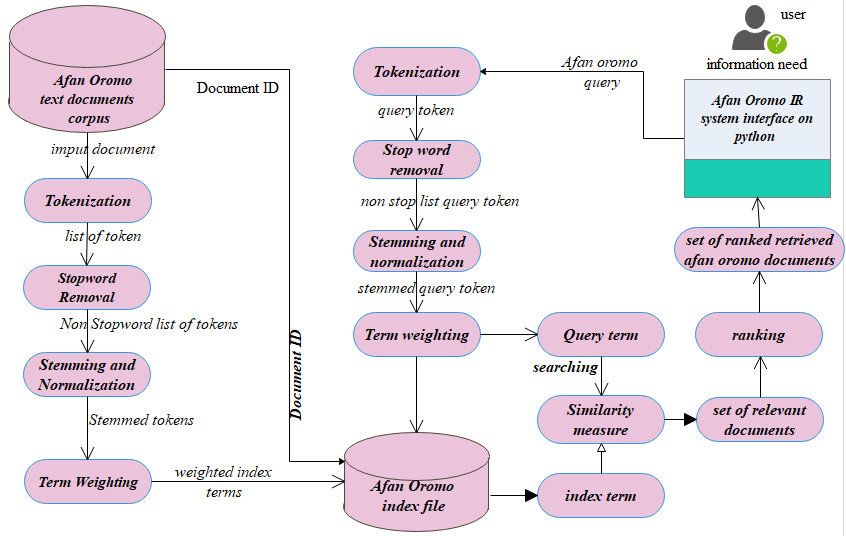 Afan Oromo
text documents
corpus
imput document
Tokenization
list of token
Stopword
Removal
Non Stopword list of tokens
Stemming and
Normalization
Stemmed tokens
Term Weighting
weighted index
terms
Document ID
Document ID
Tokenization
query token
Stop word
removal
non stop list query token
Stemming and
normalization
stemmed query token
Term weighting
Afan Oromo
index file
Afan oromo
query
Query term
searching
Similarity
measure
index term
user
?
information need
Afan Oromo IR
system interface on
python
set of ranked retrieved
afan oromo documents
ranking
set of relevant
documents